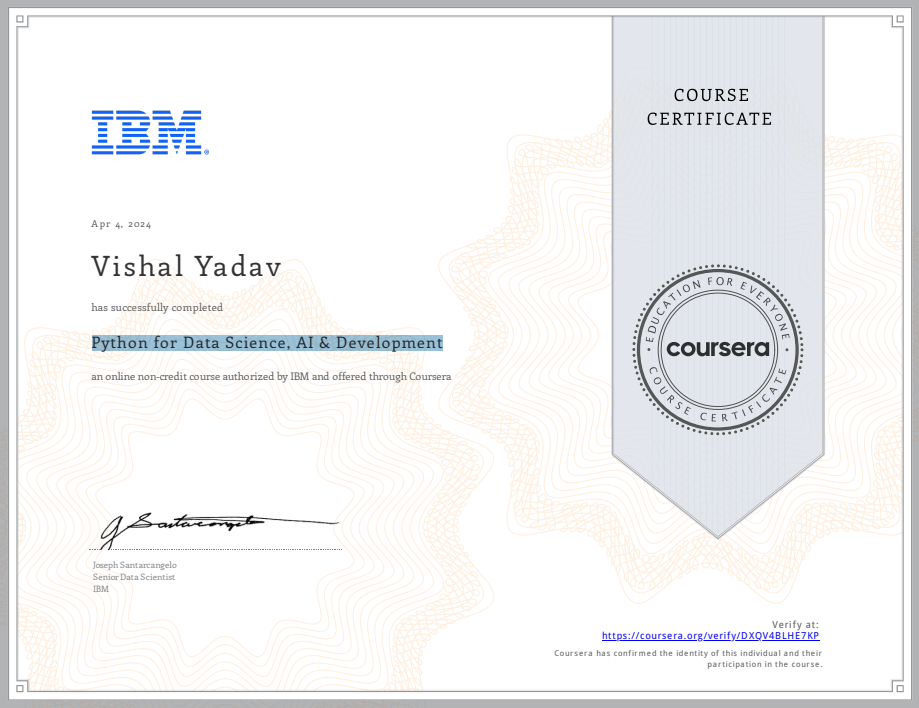 COURSE
CERTIFICATE
IBM®
Apr 4, 2024
Vishal Yadav
has successfully completed
Python for Data Science, AI & Development
an online non-credit course authorized by IBM and offered through Coursera
EDUCATION FOR EVERYONE
coursera
COURSE CERTIFICATE
J Santarcangelo
Joseph Santarcangelo
Senior Data Scientist
IBM
Verify at:
https://coursera.org/verify/DXQV4BLHE7KP
Coursera has confirmed the identity of this individual and their
participation in the course.